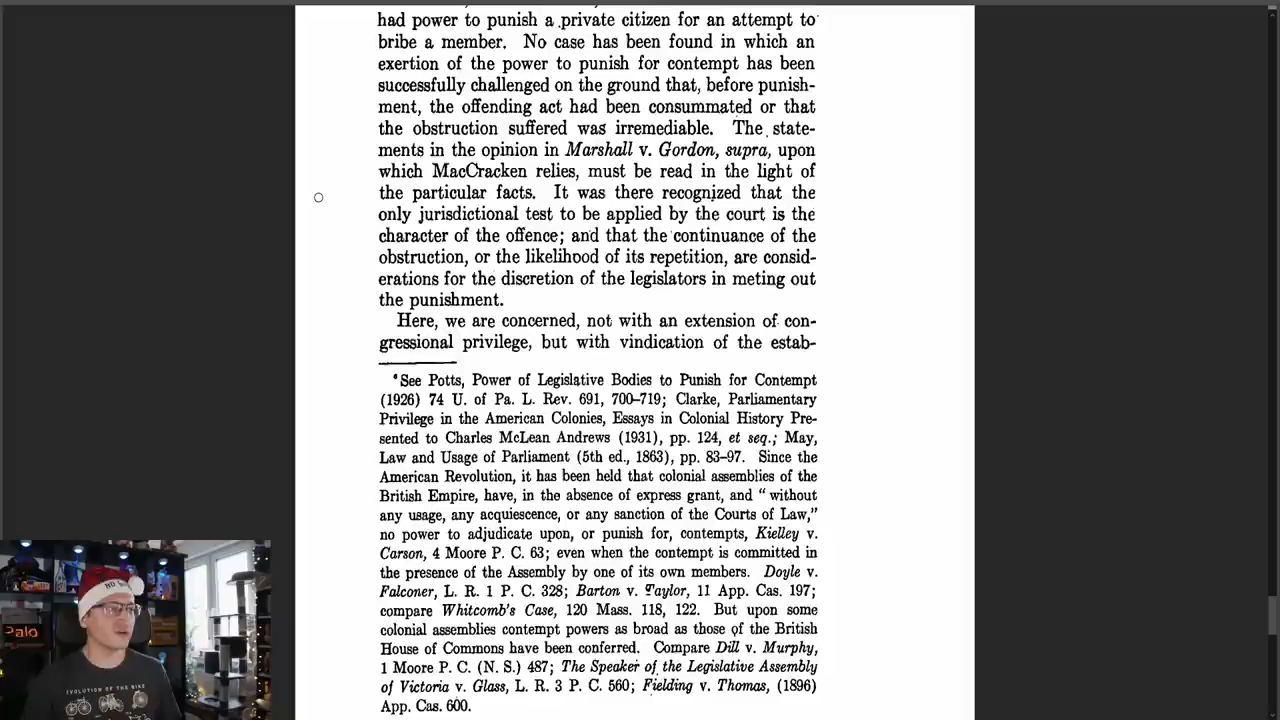 had power to punish a private citizen for an attempt to
bribe a member. No case has been found in which an
exertion of the power to punish for contempt has been
successfully challenged on the ground that, before punish-
ment, the offending act had been consummated or that
the obstruction suffered was irremediable. The state-
ments in the opinion in Marshall v. Gordon, supra, upon
which MacCracken relies, must be read in the light of
the particular facts. It was there recognized that the
only jurisdictional test to be applied by the court is the
character of the offence; and that the continuance of the
obstruction, or the likelihood of its repetition, are consid-
erations for the discretion of the legislators in meting out
the punishment.
Here, we are concerned, not with an extension of con-
gressional privilege, but with vindication of the estab-
See Potts, Power of Legislative Bodies to Punish for Contempt
(1926) 74 U. of Pa. L. Rev. 691, 700–719; Clarke, Parliamentary
Privilege in the American Colonies, Essays in Colonial History Pre-
sented to Charles McLean Andrews (1931), pp. 124, et seq.; May,
Law and Usage of Parliament (5th ed., 1863), pp. 83–97. Since the
American Revolution, it has been held that colonial assemblies of the
British Empire, have, in the absence of express grant, and “ without
any usage, any acquiescence, or any sanction of the Courts of Law,”
no power to adjudicate upon, or punish for, contempts, Kielley v.
Carson, 4 Moore P. C. 63; even when the contempt is committed in
the presence of the Assembly by one of its own members. Doyle v.
Falconer, L. R. 1 P. C. 328; Barton v. Taylor, 11 App. Cas. 197;
compare Whitcomb's Case, 120 Mass. 118, 122. But upon some
colonial assemblies contempt powers as broad as those of the British
House of Commons have been conferred. Compare Dill v. Murphy,
1 Moore P. C. (N. S.) 487; The Speaker of the Legislative Assembly
of Victoria v. Glass, L. R. 3 P. C. 560; Fielding v. Thomas, (1896)
App. Cas. 600.
NO
Palo
EVOLUTION OF THE BIKE